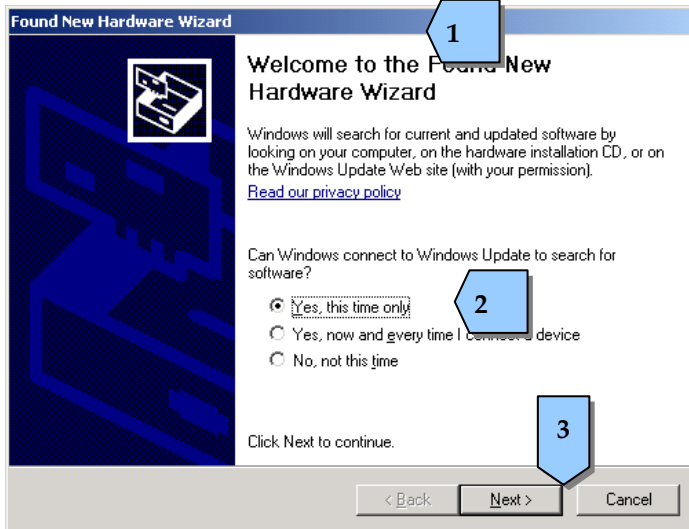 Found New Hardware Wizard
1
Welcome to the Found New
Hardware Wizard
Windows will search for current and updated software by
looking on your computer, on the hardware installation CD, or on
the Windows Update Web site (with your permission).
Read our privacy policy
Can Windows connect to Windows Update to search for
software?
Yes, this time only
2
Yes, now and every time I connect a device
No, not this time
Click Next to continue.
3
< Back
Next >
Cancel